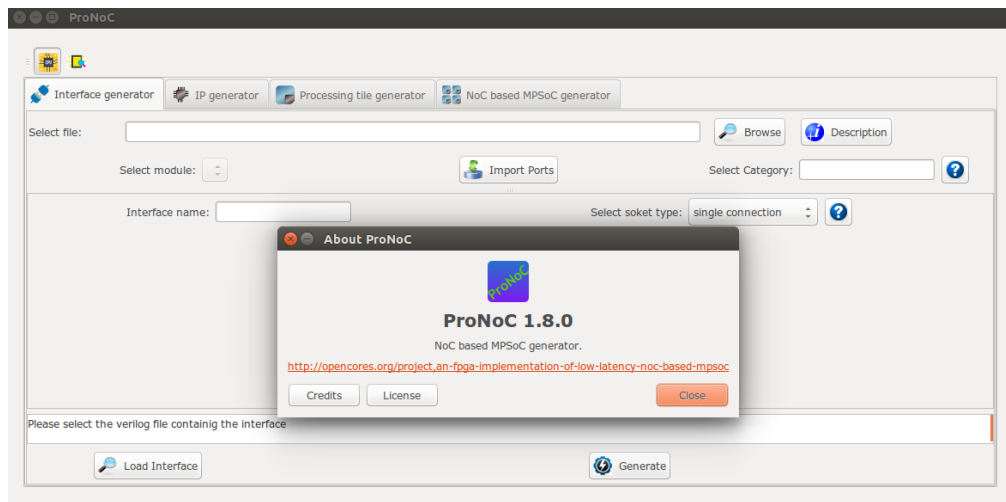 ProNoC
Interface generator IP generator Processing tile generator NoC based MPSoC generator
Select file: Browse Description
Select module: Import Ports Select Category:
Interface name: Select soket type: single connection
About ProNoC
ProNoC
ProNoC 1.8.0
NoC based MPSoC generator.
http://opencores.org/project,an-fpga-implementation-of-low-latency-noc-based-mpsoc
Credits License Close
Please select the verilog file containig the interface
Load Interface Generate